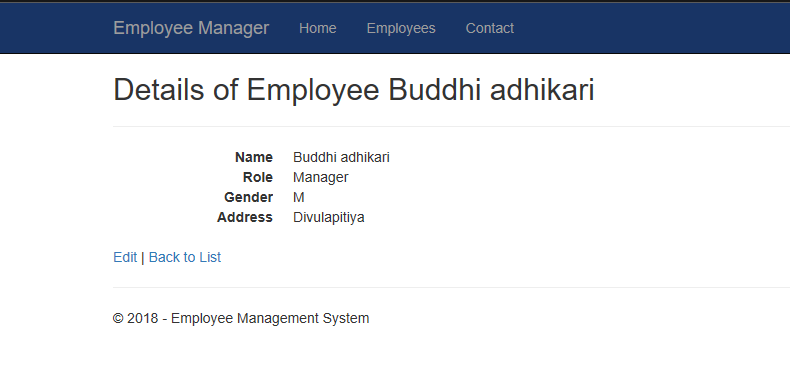 Employee Manager Home Employees Contact
Details of Employee Buddhi adhikari
Name Buddhi adhikari
Role Manager
Gender M
Address Divulapitiya
Edit | Back to List
© 2018 - Employee Management System